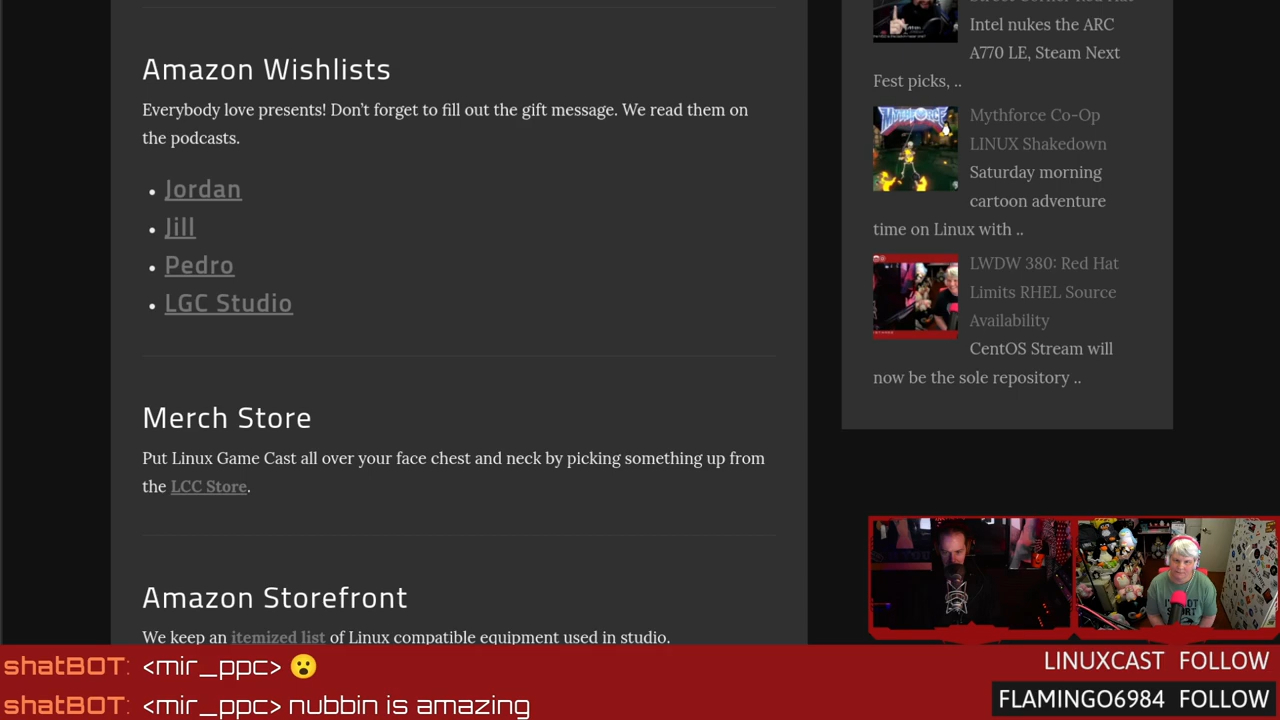 Amazon Wishlists
Everybody love presents! Don't forget to fill out the gift message. We read them on
the podcasts.
• Jordan
• Jill
• Pedro
• LGC Studio
Merch Store
Put Linux Game Cast all over your face chest and neck by picking something up from
the LCC Store.
Amazon Storefront
We keep an itemized list of Linux compatible equipment used in studio.
Intel nukes the ARC
A770 LE, Steam Next
Fest picks, ..
MYTHFORCE
Mythforce Co-Op
LINUX Shakedown
Saturday morning
cartoon adventure
time on Linux with ..
LWDW 380: Red Hat
Limits RHEL Source
Availability
CentOS Stream will
now be the sole repository ..
shatBOT: <mir_ppc> 😮
shatBOT: <mir_ppc> nubbin is amazing
LINUXCAST FOLLOW
FLAMINGO6984 FOLLOW